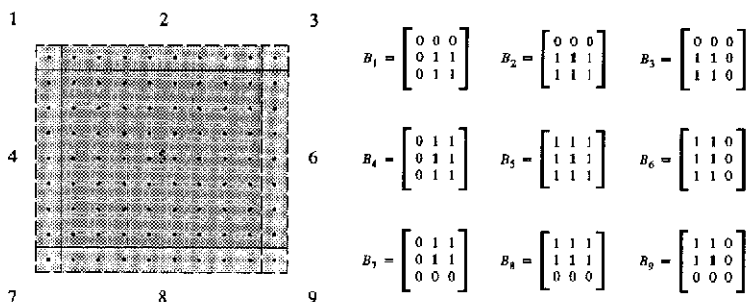 1 2 3
4 5 6
7 8 9
B₁ = [ 0 0 0
0 1 1
0 1 1 ]
B₂ = [ 0 0 0
1 1 1
1 1 1 ]
B₃ = [ 0 0 0
1 1 0
1 1 0 ]
B₄ = [ 0 1 1
0 1 1
0 1 1 ]
B₅ = [ 1 1 1
1 1 1
1 1 1 ]
B₆ = [ 1 1 0
1 1 0
1 1 0 ]
B₇ = [ 0 1 1
0 1 1
0 0 0 ]
B₈ = [ 1 1 1
1 1 1
0 0 0 ]
B₉ = [ 1 1 0
1 1 0
0 0 0 ]